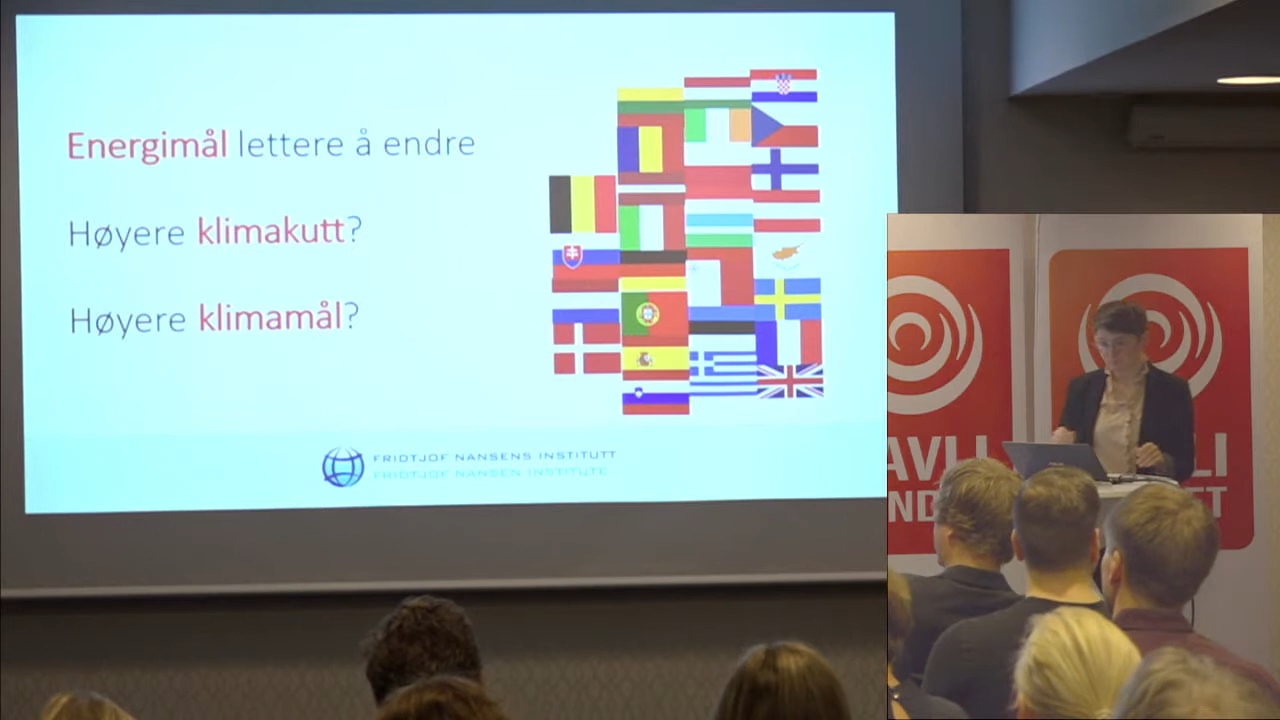 Energimål lettere å endre
Høyere klimakutt?
Høyere klimamål?
FRIDTJOF NANSENS INSTITUTT
FRIDTJOF NANSEN INSTITUTE